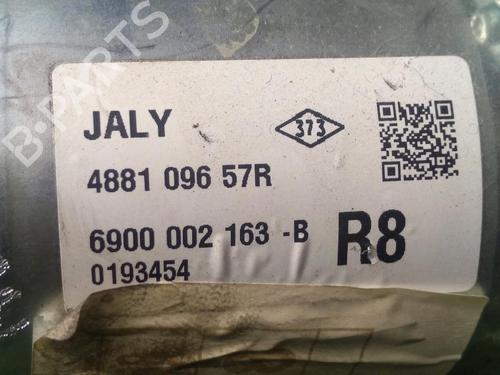 B-PARTS
JALY
373
4881 096 57R
6900 002 163 -B
R8
0193454